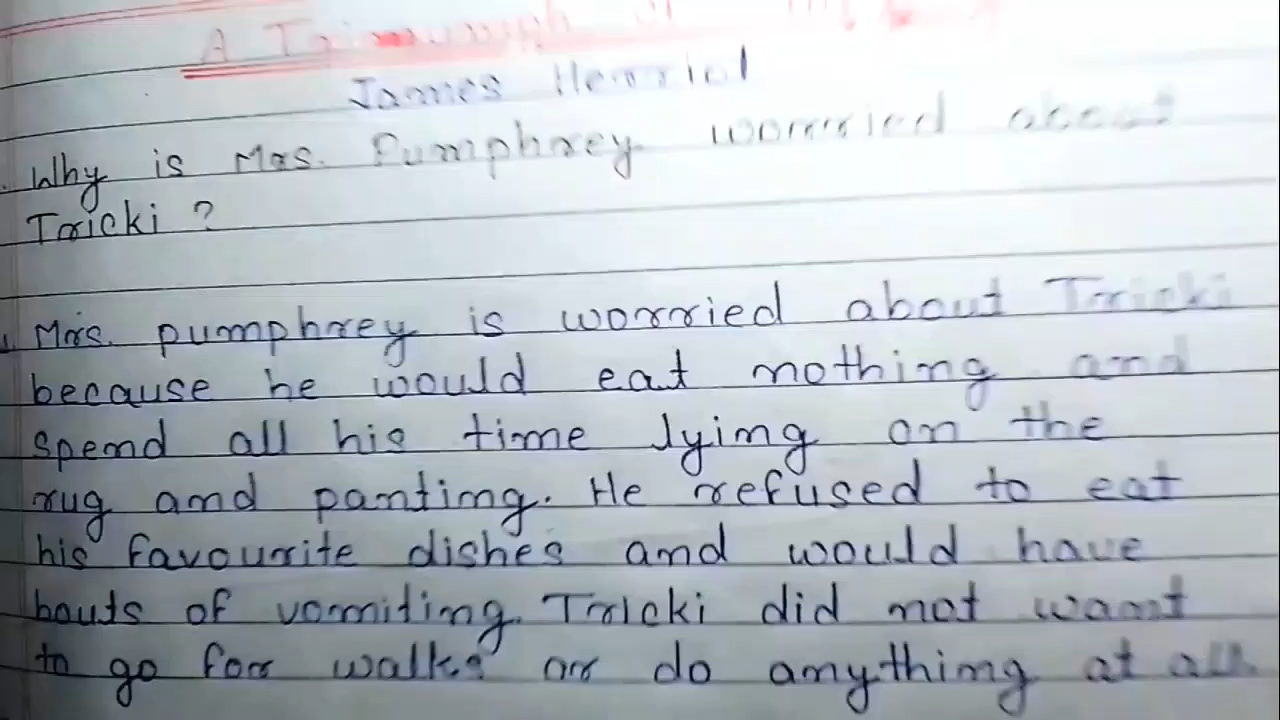 A Triumph of
James Herriot
Why is Mrs. Pumphrey worried about
Tricki ?
Mrs. pumphrey is worried about Tricki
because he would eat nothing and
spend all his time lying on the
rug and panting. He refused to eat
his favourite dishes and would have
bouts of vomiting. Tricki did not want
to go for walks or do anything at all.